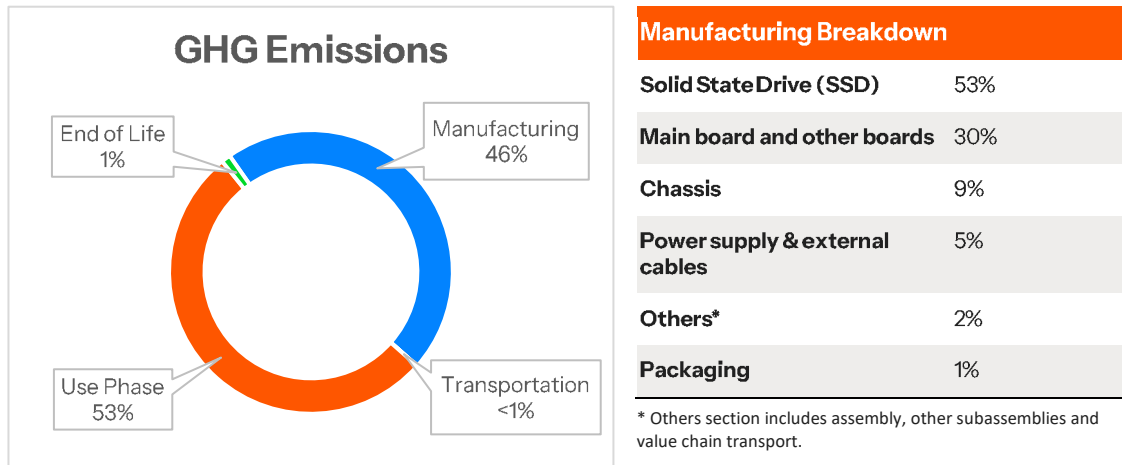 GHG Emissions
End of Life
1%
Manufacturing
46%
Use Phase
53%
Transportation
<1%
Manufacturing Breakdown
Solid State Drive (SSD) 53%
Main board and other boards 30%
Chassis 9%
Power supply & external 5%
cables
Others* 2%
Packaging 1%
* Others section includes assembly, other subassemblies and
value chain transport.